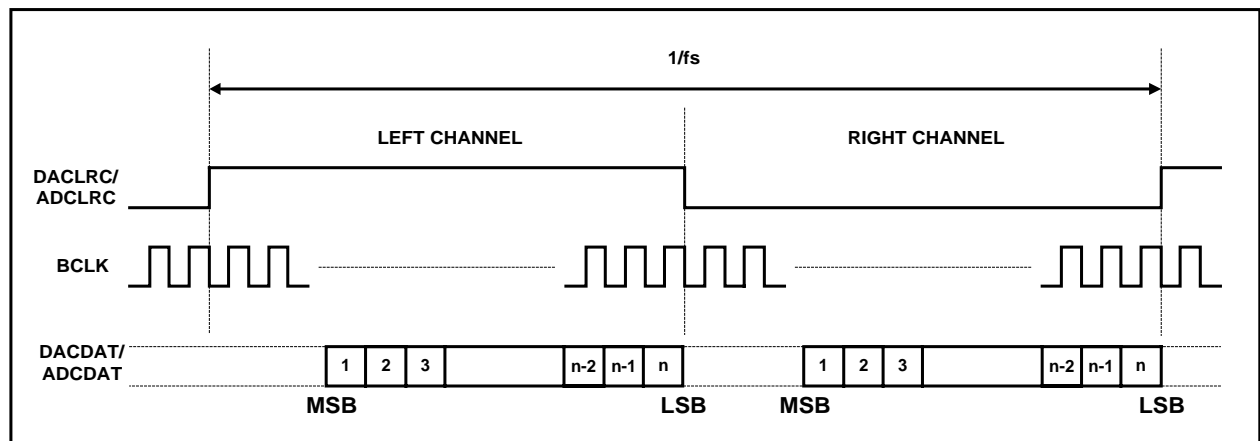 1/fs
LEFT CHANNEL
RIGHT CHANNEL
DACLRC/
ADCLRC
BCLK
DACDAT/
ADCDAT
1 2 3 n-2 n-1 n 1 2 3 n-2 n-1 n
MSB LSB MSB LSB